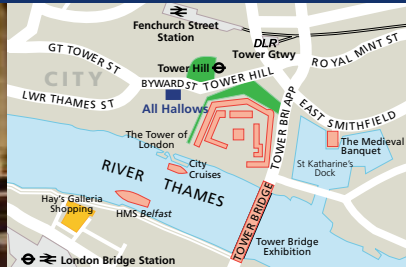 Fenchurch Street
Station
DLR
Tower Gtwy
ROYAL MINT ST
GT TOWER ST
Tower Hill
CITY
BYWARD ST TOWER HILL
LWR THAMES ST
All Hallows
TOWER BRI APP
EAST SMITHFIELD
The Tower of
London
The Medieval
Banquet
City
Cruises
St Katharine's
Dock
RIVER THAMES
Hay's Galleria
Shopping
HMS Belfast
TOWER BRIDGE
Tower Bridge
Exhibition
London Bridge Station